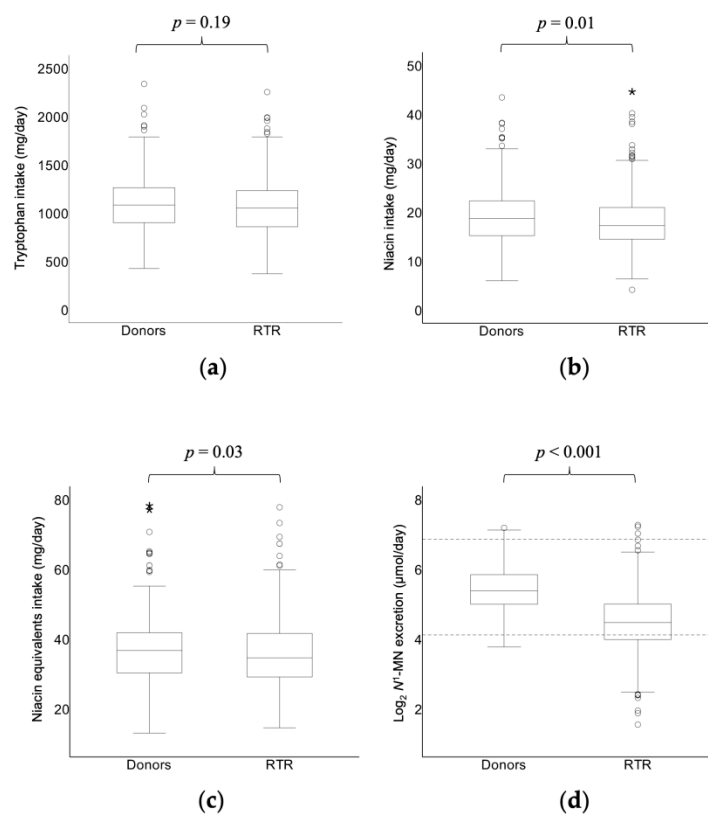 p = 0.19
Tryptophan intake (mg/day)
2500
2000
1500
1000
500
0
Donors RTR
(a)
p = 0.01
Niacin intake (mg/day)
50
40
30
20
10
0
Donors RTR
(b)
p = 0.03
Niacin equivalents intake (mg/day)
80
60
40
20
Donors RTR
(c)
p < 0.001
Log₂ N¹-MN excretion (µmol/day)
8
6
4
2
Donors RTR
(d)